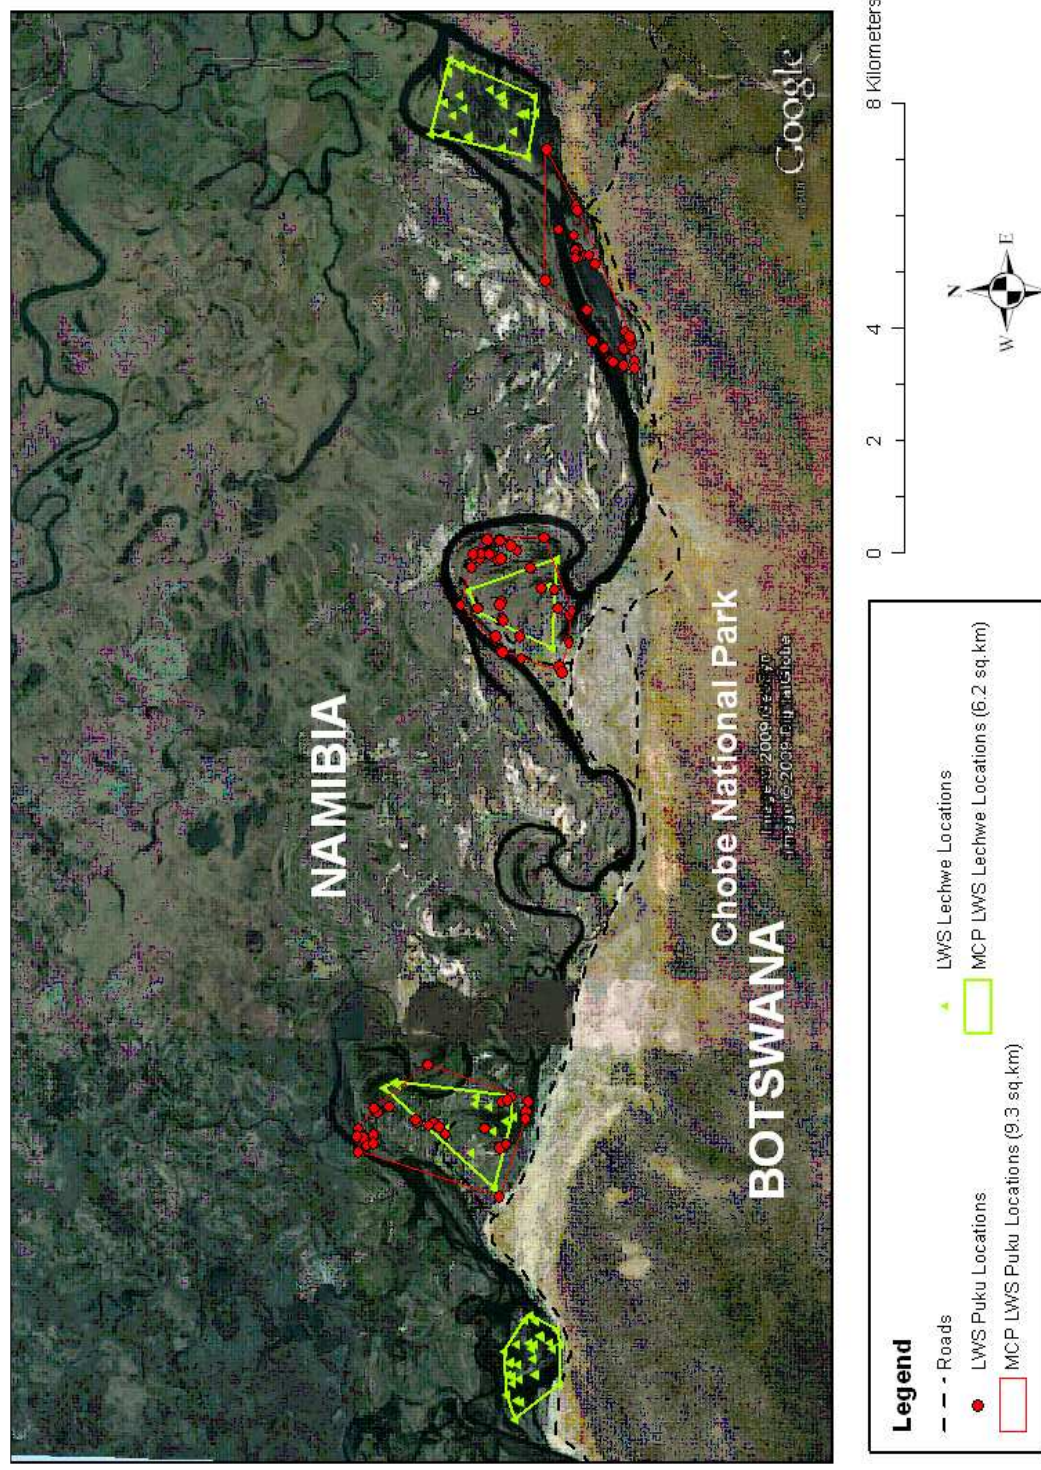 NAMIBIA
Chobe National Park
BOTSWANA
Google
Legend
Roads
LWS Puku Locations
MCP LWS Puku Locations (9.3 sq.km)
LWS Lechwe Locations
MCP LWS Lechwe Locations (6.2 sq.km)
0 2 4 8 Kilometers
N
W E